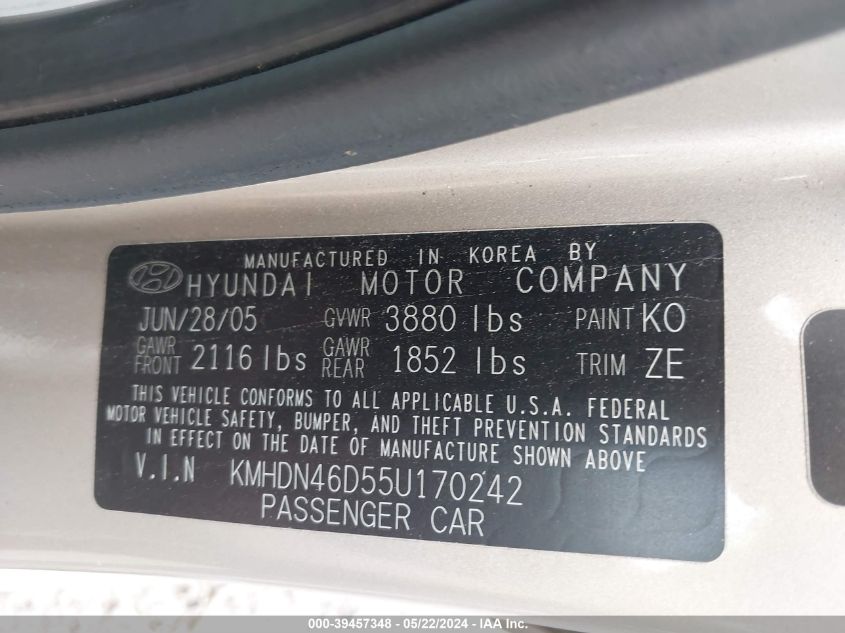 MANUFACTURED IN KOREA BY
HYUNDAI MOTOR COMPANY
JUN/28/05 GVWR 3880 lbs PAINT KO
GAWR FRONT 2116 lbs GAWR REAR 1852 lbs TRIM ZE
THIS VEHICLE CONFORMS TO ALL APPLICABLE U.S.A. FEDERAL
MOTOR VEHICLE SAFETY, BUMPER, AND THEFT PREVENTION STANDARDS
IN EFFECT ON THE DATE OF MANUFACTURE SHOWN ABOVE
V.I.N KMHDN46D55U170242
PASSENGER CAR
000-39457348 - 05/22/2024 - IAA Inc.